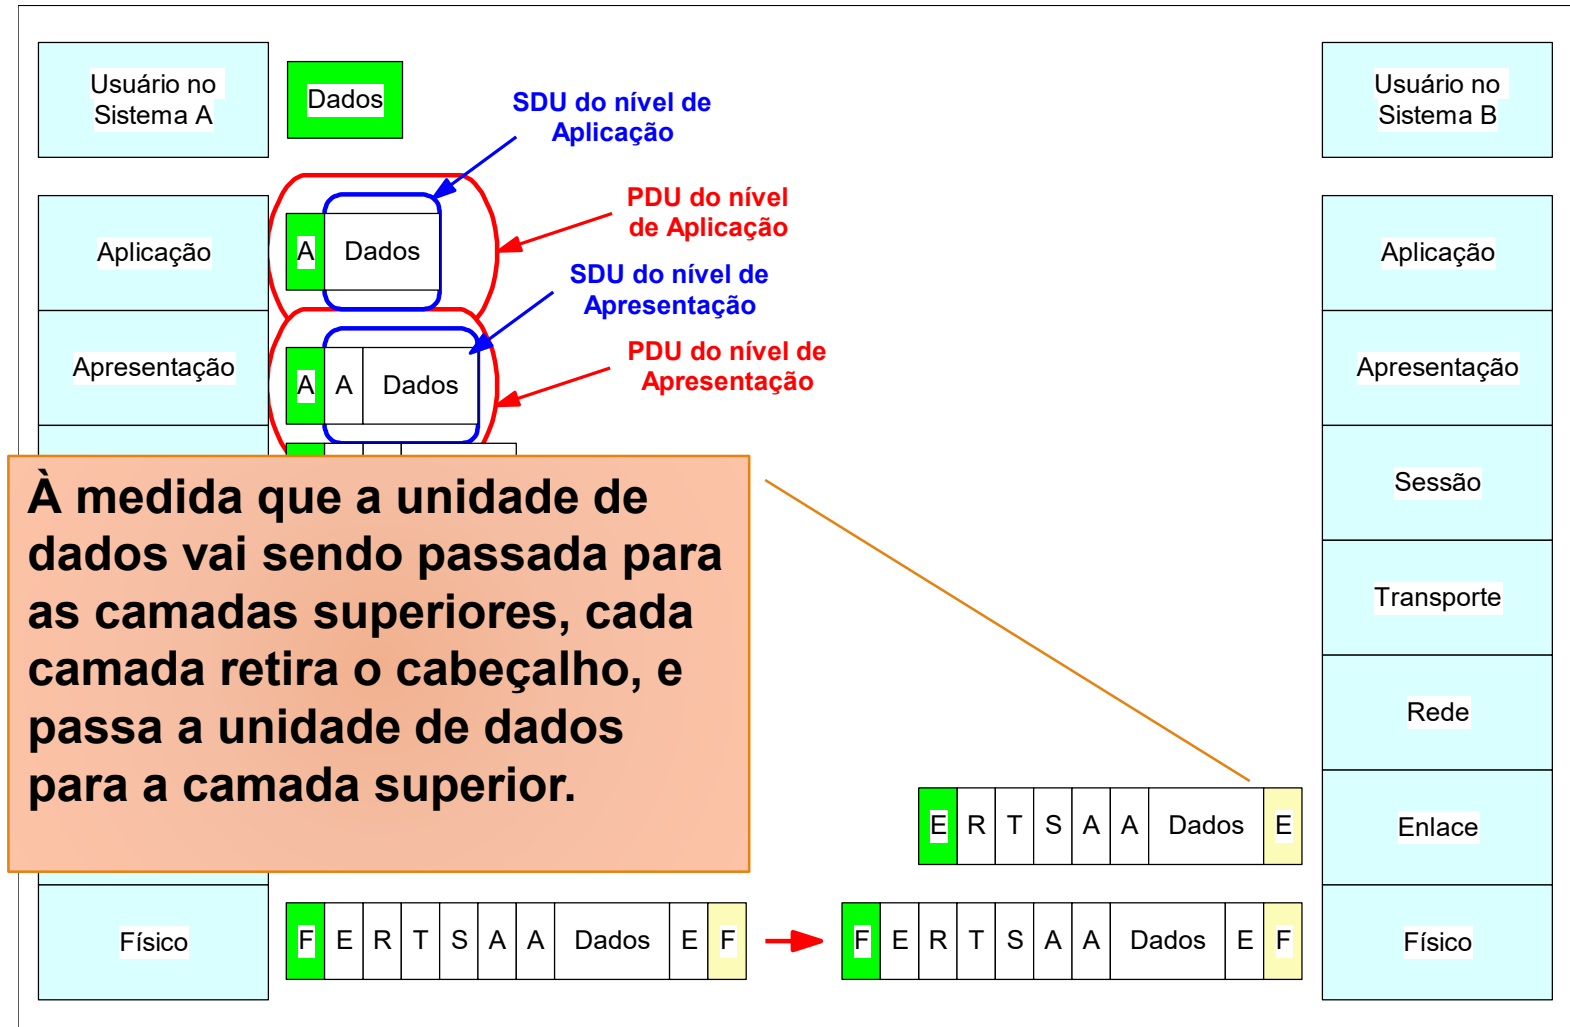 Usuário no
Sistema A
Dados
SDU do nível de
Aplicação
Usuário no
Sistema B
PDU do nível
de Aplicação
Aplicação
A Dados
Aplicação
SDU do nível de
Apresentação
Apresentação
A A Dados
PDU do nível de
Apresentação
Apresentação
À medida que a unidade de
dados vai sendo passada para
as camadas superiores, cada
camada retira o cabeçalho, e
passa a unidade de dados
para a camada superior.
Sessão
Transporte
Rede
E R T S A A Dados E
Enlace
Físico
F E R T S A A Dados E F
F E R T S A A Dados E F
Físico